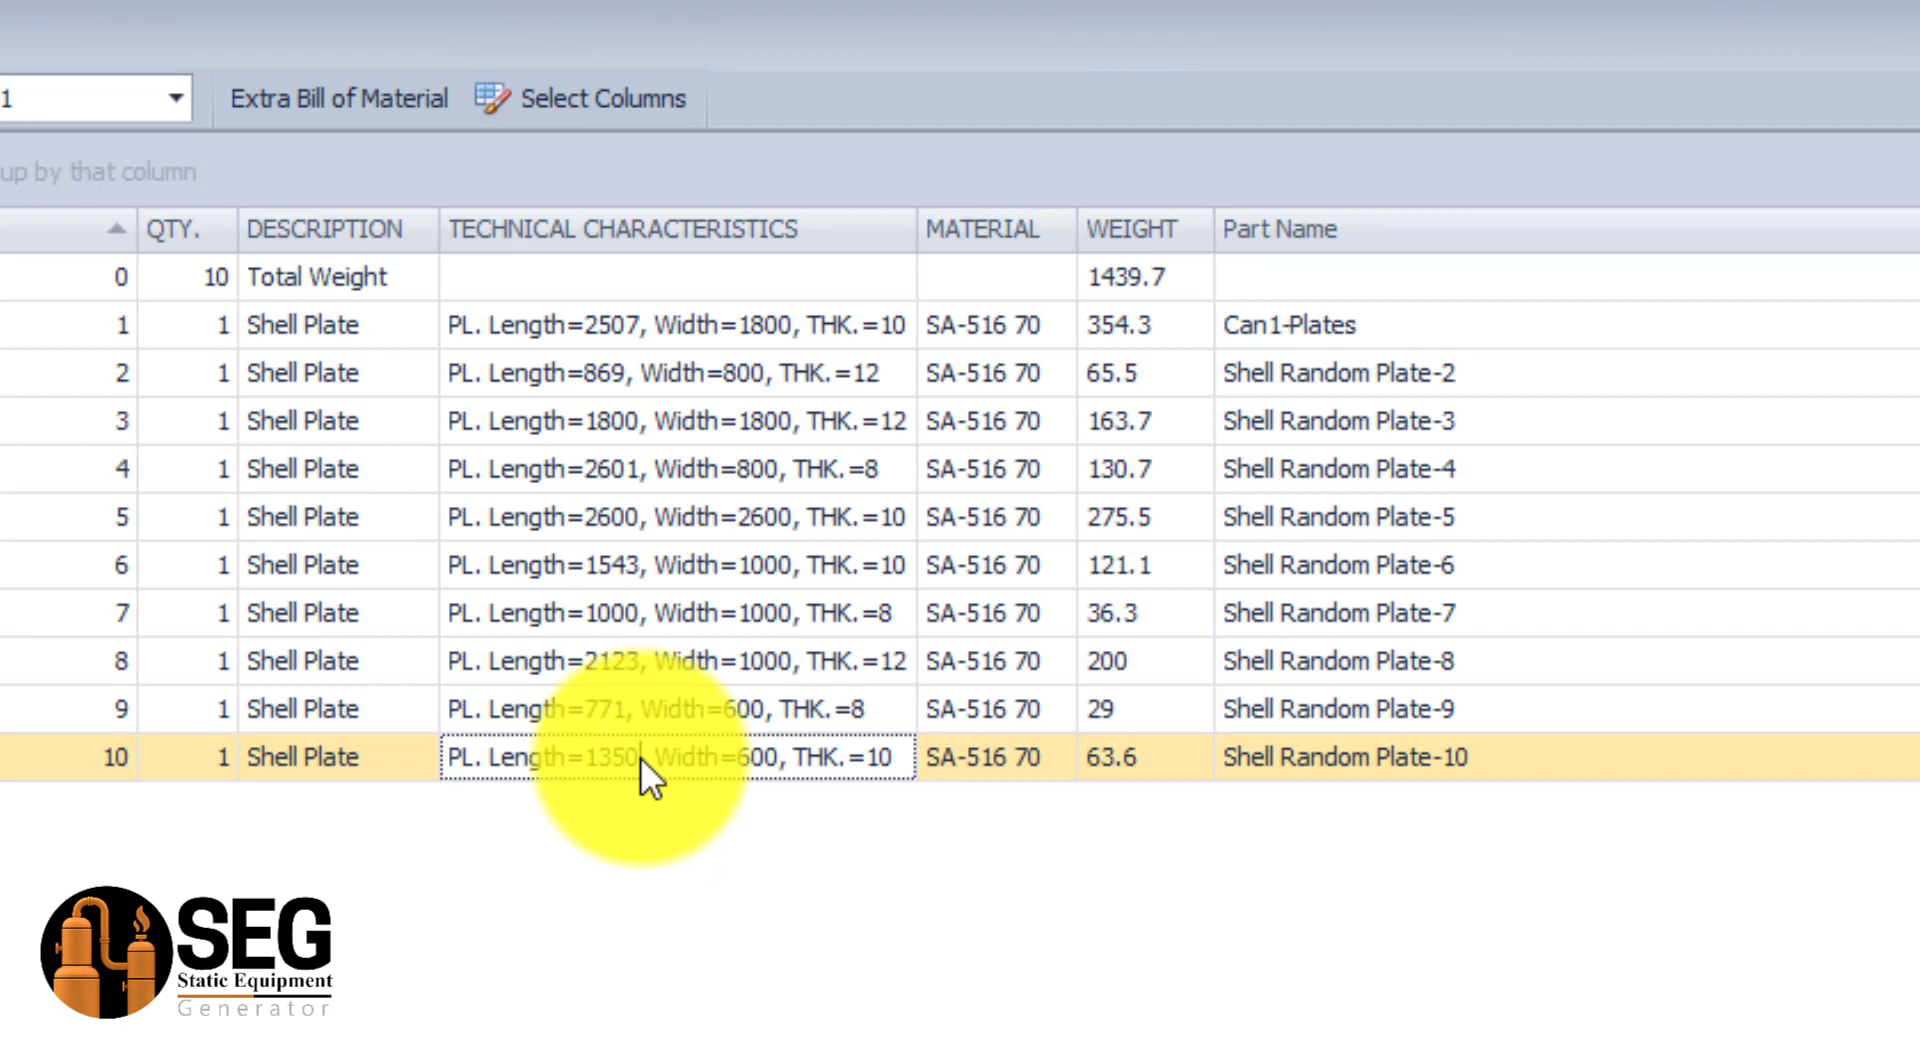 1 Extra Bill of Material Select Columns
up by that column
QTY. DESCRIPTION TECHNICAL CHARACTERISTICS MATERIAL WEIGHT Part Name
0 10 Total Weight 1439.7
1 1 Shell Plate PL. Length=2507, Width=1800, THK.=10 SA-516 70 354.3 Can1-Plates
2 1 Shell Plate PL. Length=869, Width=800, THK.=12 SA-516 70 65.5 Shell Random Plate-2
3 1 Shell Plate PL. Length=1800, Width=1800, THK.=12 SA-516 70 163.7 Shell Random Plate-3
4 1 Shell Plate PL. Length=2601, Width=800, THK.=8 SA-516 70 130.7 Shell Random Plate-4
5 1 Shell Plate PL. Length=2600, Width=2600, THK.=10 SA-516 70 275.5 Shell Random Plate-5
6 1 Shell Plate PL. Length=1543, Width=1000, THK.=10 SA-516 70 121.1 Shell Random Plate-6
7 1 Shell Plate PL. Length=1000, Width=1000, THK.=8 SA-516 70 36.3 Shell Random Plate-7
8 1 Shell Plate PL. Length=2123, Width=1000, THK.=12 SA-516 70 200 Shell Random Plate-8
9 1 Shell Plate PL. Length=771, Width=600, THK.=8 SA-516 70 29 Shell Random Plate-9
10 1 Shell Plate PL. Length=1350, Width=600, THK.=10 SA-516 70 63.6 Shell Random Plate-10
SEG
Static Equipment
Generator